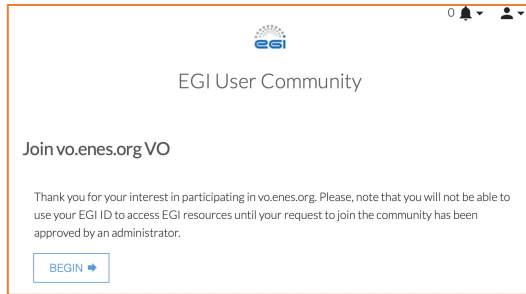 0
egi
EGI User Community
Join vo.enes.org VO
Thank you for your interest in participating in vo.enes.org. Please, note that you will not be able to
use your EGI ID to access EGI resources until your request to join the community has been
approved by an administrator.
BEGIN